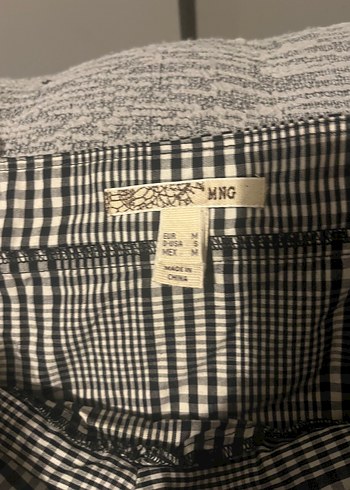 MNG
EUR M
USA S
MEX M
MADE IN
CHINA